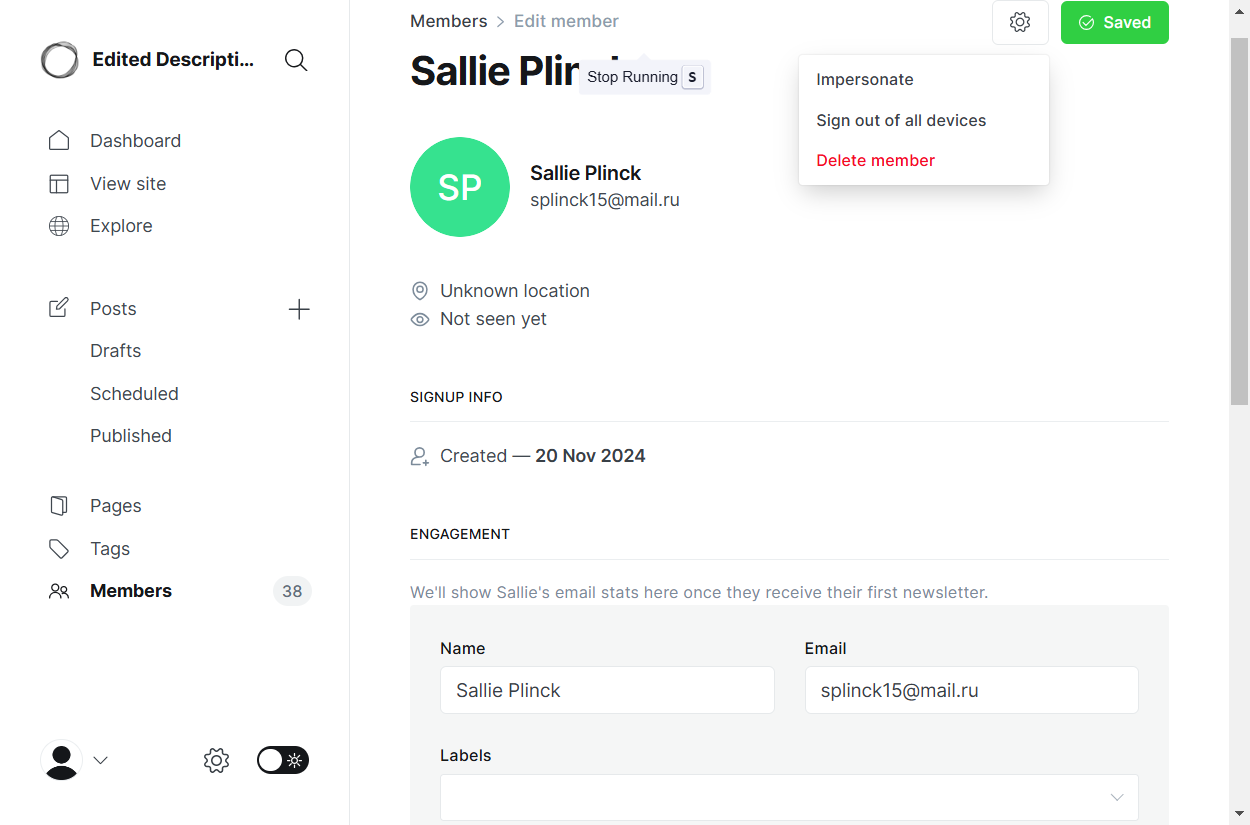 Edited Descripti...
Dashboard
View site
Explore
Posts
Drafts
Scheduled
Published
Pages
Tags
Members 38
Members > Edit member
Saved
Sallie
Stop Running S
Impersonate
Sign out of all devices
Delete member
SP
Sallie Plinck
splinck15@mail.ru
Unknown location
Not seen yet
SIGNUP INFO
Created — 20 Nov 2024
ENGAGEMENT
We'll show Sallie's email stats here once they receive their first newsletter.
Name
Sallie Plinck
Email
splinck15@mail.ru
Labels